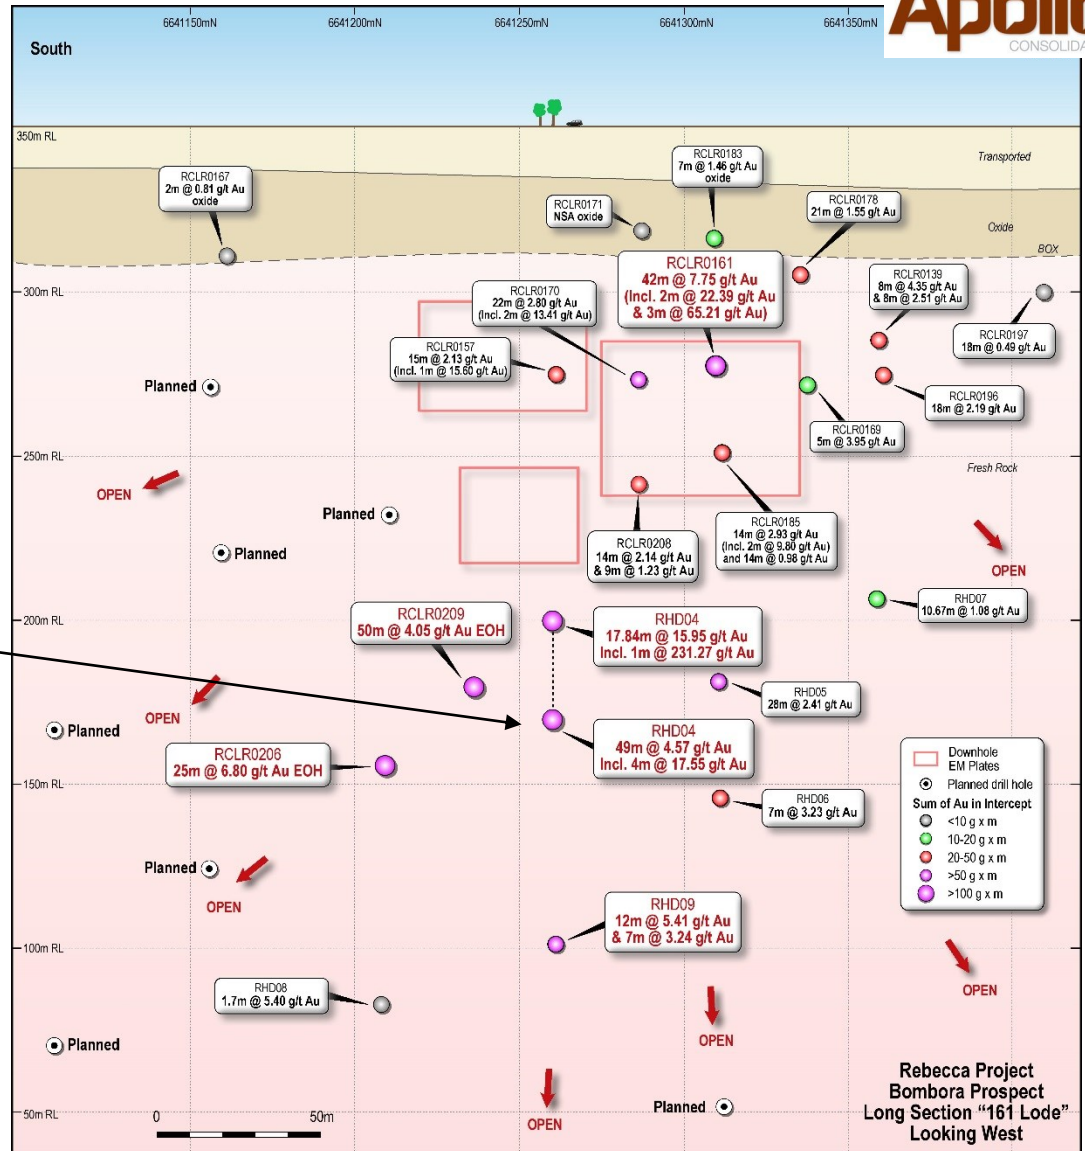 6641150mN
6641200mN
6641250mN
6641300mN
6641350mN
South
350m RL
Transported
RCLR0167
2m @ 0.81 g/t Au
oxide
RCLR0171
NSA oxide
RCLR0183
7m @ 1.46 g/t Au
oxide
RCLR0178
21m @ 1.55 g/t Au
Oxide
BOX
300m RL
RCLR0170
22m @ 2.80 g/t Au
(Incl. 2m @ 13.41 g/t Au)
RCLR0161
42m @ 7.75 g/t Au
(Incl. 2m @ 22.39 g/t Au
& 3m @ 65.21 g/t Au)
RCLR0139
8m @ 4.35 g/t Au
& 8m @ 2.51 g/t Au
RCLR0197
18m @ 0.49 g/t Au
RCLR0157
15m @ 2.13 g/t Au
(Incl. 1m @ 15.60 g/t Au)
Planned
RCLR0196
18m @ 2.19 g/t Au
RCLR0169
5m @ 3.95 g/t Au
250m RL
Fresh Rock
OPEN
Planned
Planned
RCLR0208
14m @ 2.14 g/t Au
& 9m @ 1.23 g/t Au
RCLR0185
14m @ 2.93 g/t Au
(Incl. 2m @ 9.80 g/t Au)
and 14m @ 0.98 g/t Au
OPEN
RHD07
10.67m @ 1.08 g/t Au
200m RL
RCLR0209
50m @ 4.05 g/t Au EOH
RHD04
17.84m @ 15.95 g/t Au
Incl. 1m @ 231.27 g/t Au
RHD05
28m @ 2.41 g/t Au
OPEN
Planned
RCLR0206
25m @ 6.80 g/t Au EOH
RHD04
49m @ 4.57 g/t Au
Incl. 4m @ 17.55 g/t Au
150m RL
RHD06
7m @ 3.23 g/t Au
Downhole
EM Plates
Planned drill hole
Sum of Au in Intercept
<10 g x m
10-20 g x m
20-50 g x m
>50 g x m
>100 g x m
Planned
OPEN
RHD09
12m @ 5.41 g/t Au
& 7m @ 3.24 g/t Au
100m RL
RHD08
1.7m @ 5.40 g/t Au
OPEN
OPEN
Planned
OPEN
Planned
50m RL
0
50m
Rebecca Project
Bombora Prospect
Long Section "161 Lode"
Looking West